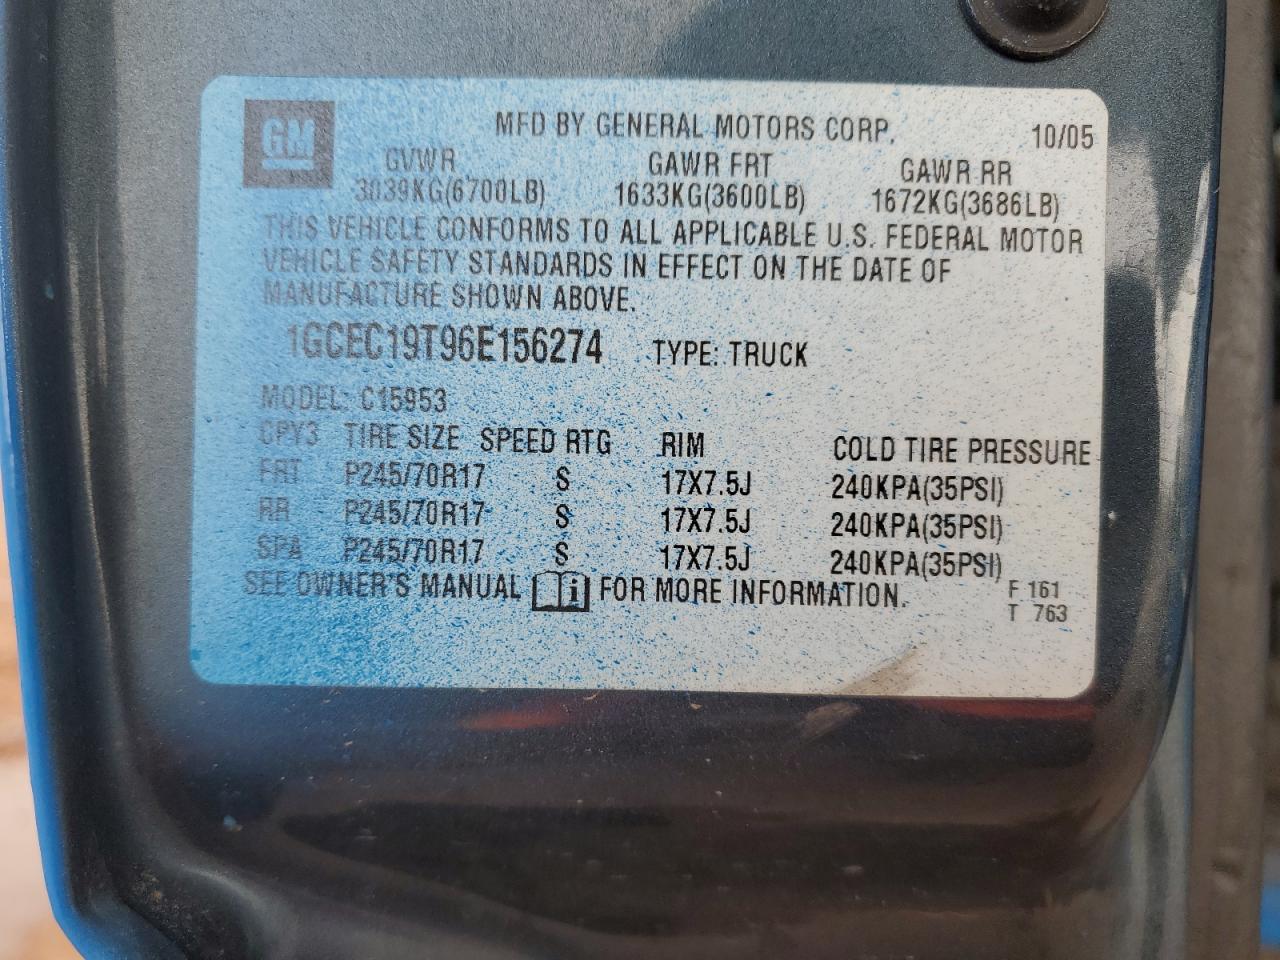 GM
MFD BY GENERAL MOTORS CORP. 10/05
GVWR GAWR FRT GAWR RR
3039KG(6700LB) 1633KG(3600LB) 1672KG(3686LB)
THIS VEHICLE CONFORMS TO ALL APPLICABLE U.S. FEDERAL MOTOR
VEHICLE SAFETY STANDARDS IN EFFECT ON THE DATE OF
MANUFACTURE SHOWN ABOVE.
1GCEC19T96E156274 TYPE: TRUCK
MODEL: C15953
CPY3 TIRE SIZE SPEED RTG RIM COLD TIRE PRESSURE
FRT P245/70R17 S 17X7.5J 240KPA(35PSI)
RR P245/70R17 S 17X7.5J 240KPA(35PSI)
SPA P245/70R17 S 17X7.5J 240KPA(35PSI)
SEE OWNER'S MANUAL i FOR MORE INFORMATION.
F 161
T 763